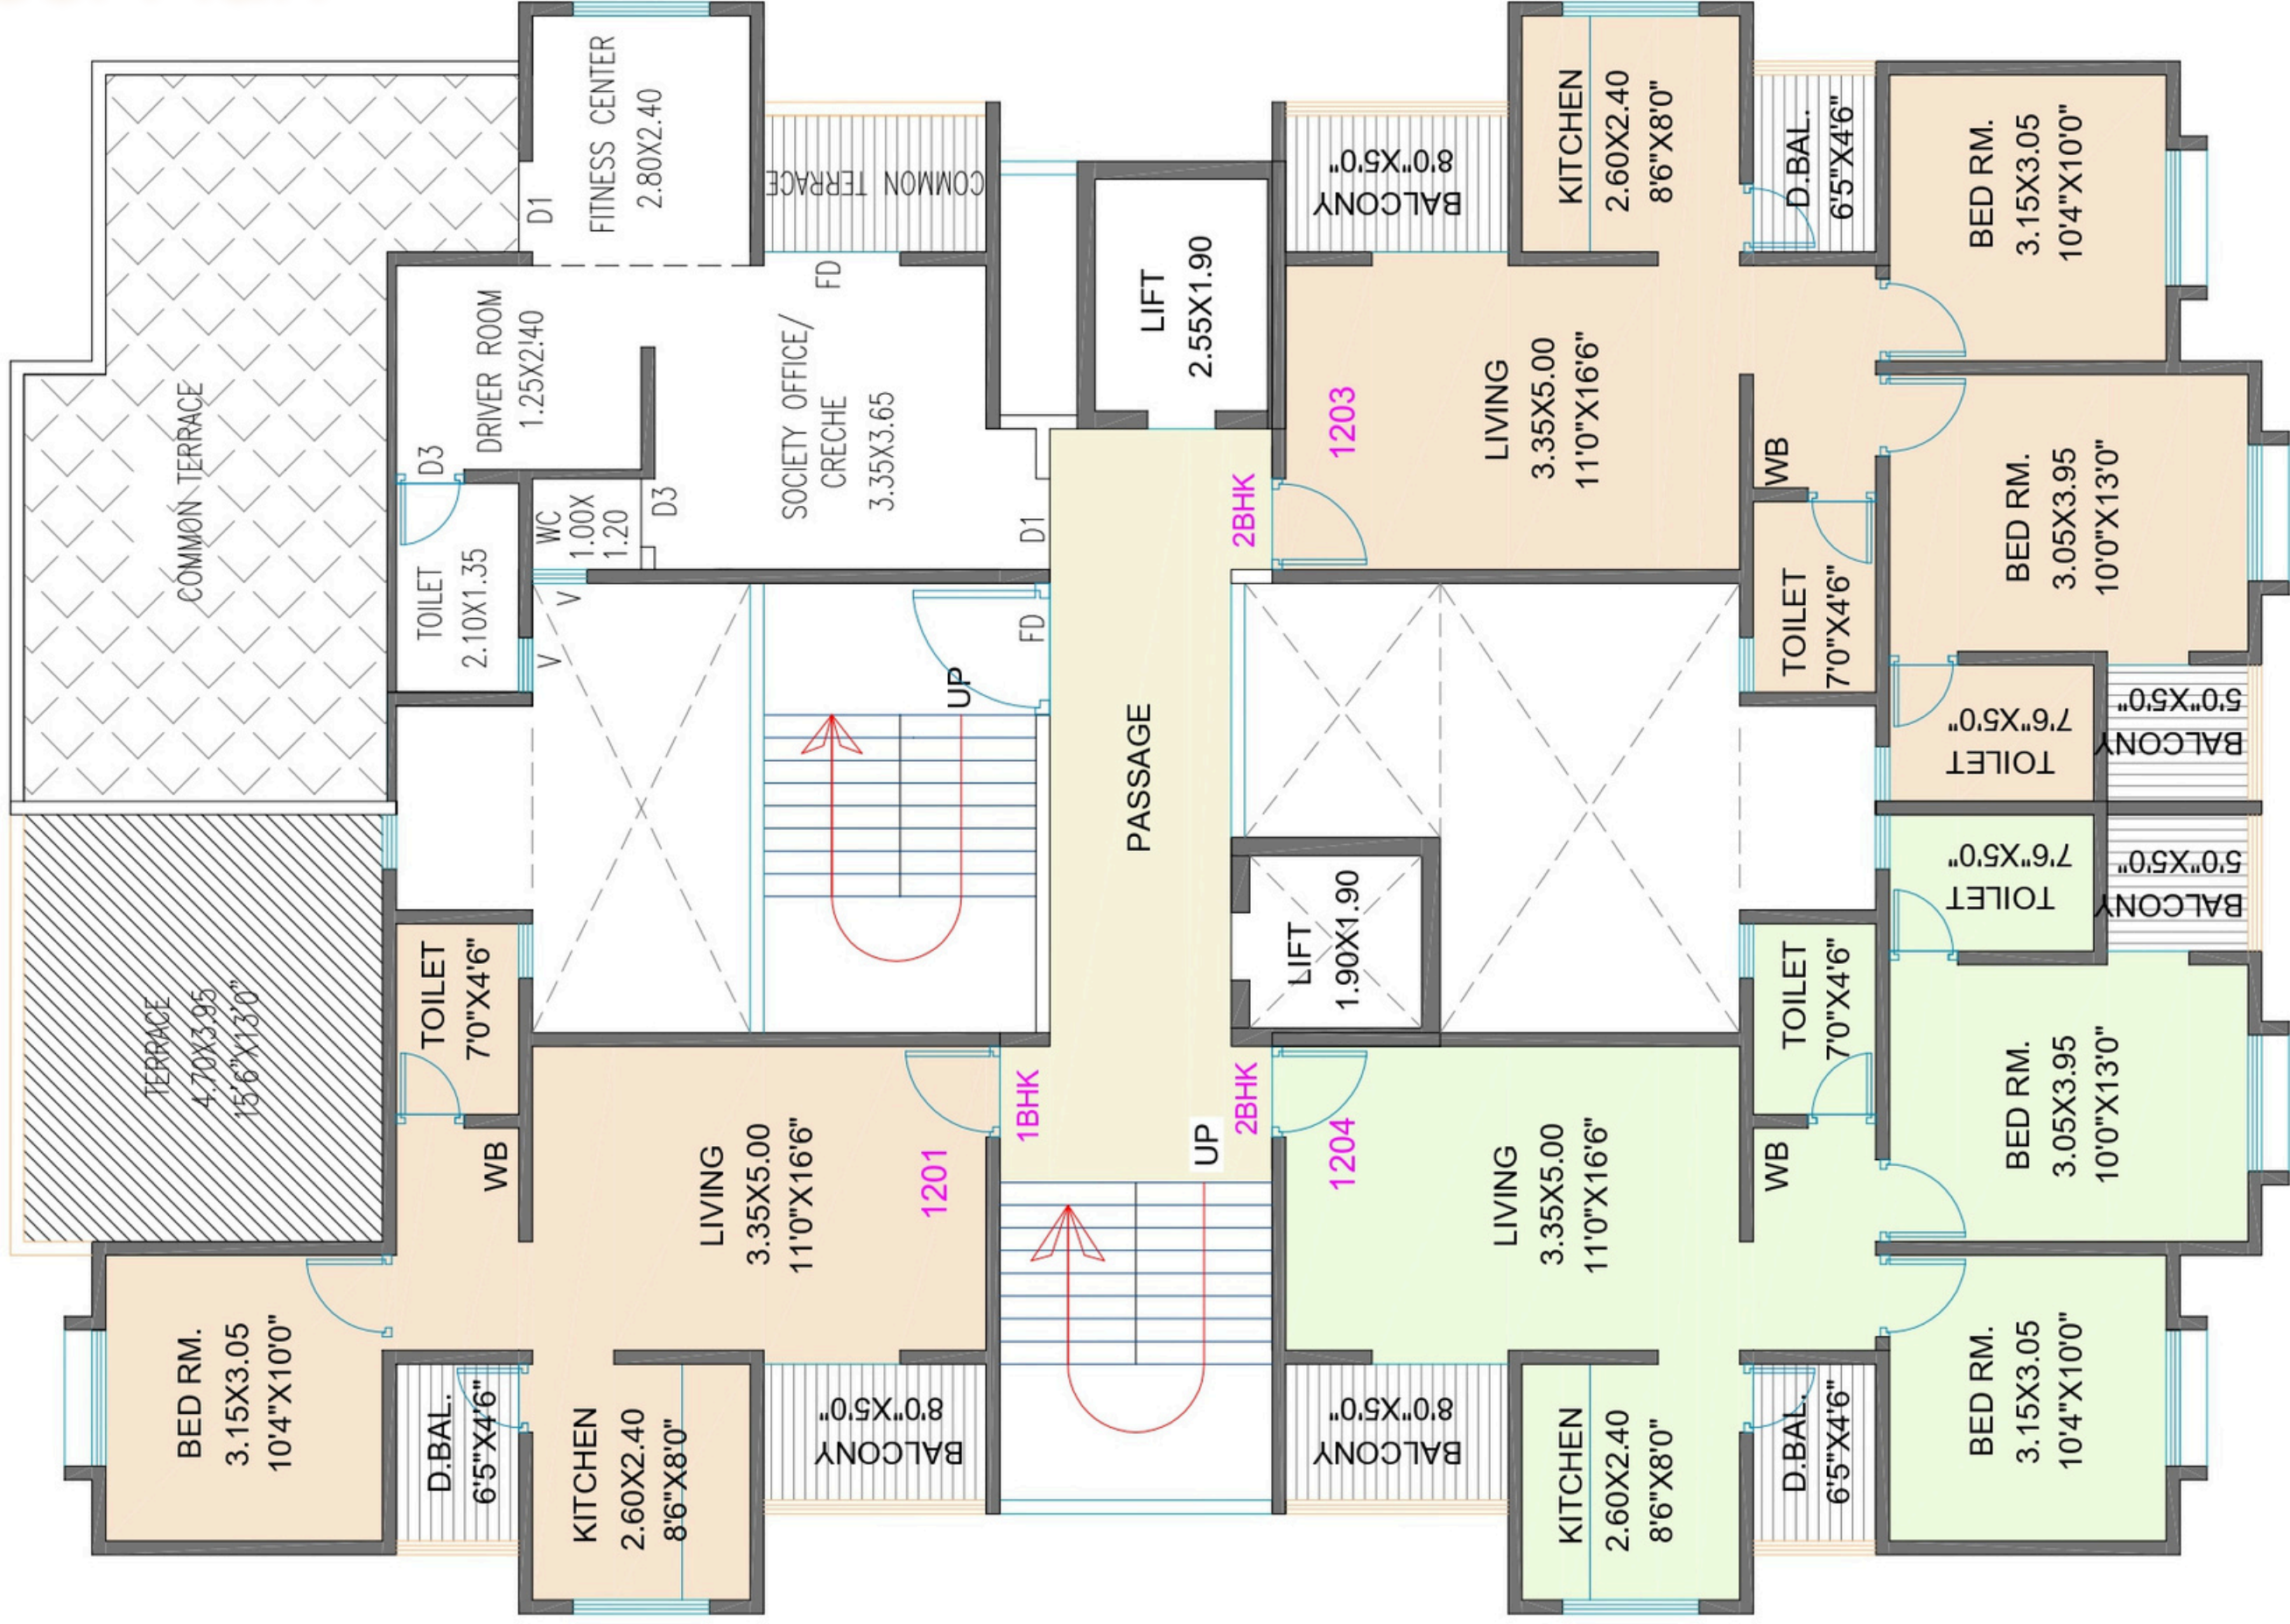 FITNESS CENTER
2.80X2.40
D1
COMMON TERRACE
DRIVER ROOM
1.25X2.40
D3
SOCIETY OFFICE/
CRECHE
3.35X3.65
FD
WC
1.00X
1.20
D3
D1
TOILET
2.10X1.35
V
V
FD
UP
COMMON TERRACE
LIFT
2.55X1.90
PASSAGE
2BHK
1203
LIVING
3.35X5.00
11'0"X16'6"
BALCONY
8'0"X5'0"
KITCHEN
2.60X2.40
8'6"X8'0"
D.BAL.
6'5"X4'6"
BED RM.
3.15X3.05
10'4"X10'0"
BED RM.
3.05X3.95
10'0"X13'0"
WB
TOILET
7'0"X4'6"
TOILET
7'6"X5'0"
BALCONY
5'0"X5'0"
TOILET
7'6"X5'0"
BALCONY
5'0"X5'0"
LIFT
1.90X1.90
TERRACE
4.70X3.95
15'6"X13'0"
TOILET
7'0"X4'6"
WB
LIVING
3.35X5.00
11'0"X16'6"
1201
1BHK
BED RM.
3.15X3.05
10'4"X10'0"
D.BAL.
6'5"X4'6"
KITCHEN
2.60X2.40
8'6"X8'0"
BALCONY
8'0"X5'0"
UP
2BHK
1204
LIVING
3.35X5.00
11'0"X16'6"
BALCONY
8'0"X5'0"
KITCHEN
2.60X2.40
8'6"X8'0"
D.BAL.
6'5"X4'6"
WB
TOILET
7'0"X4'6"
BED RM.
3.05X3.95
10'0"X13'0"
BED RM.
3.15X3.05
10'4"X10'0"